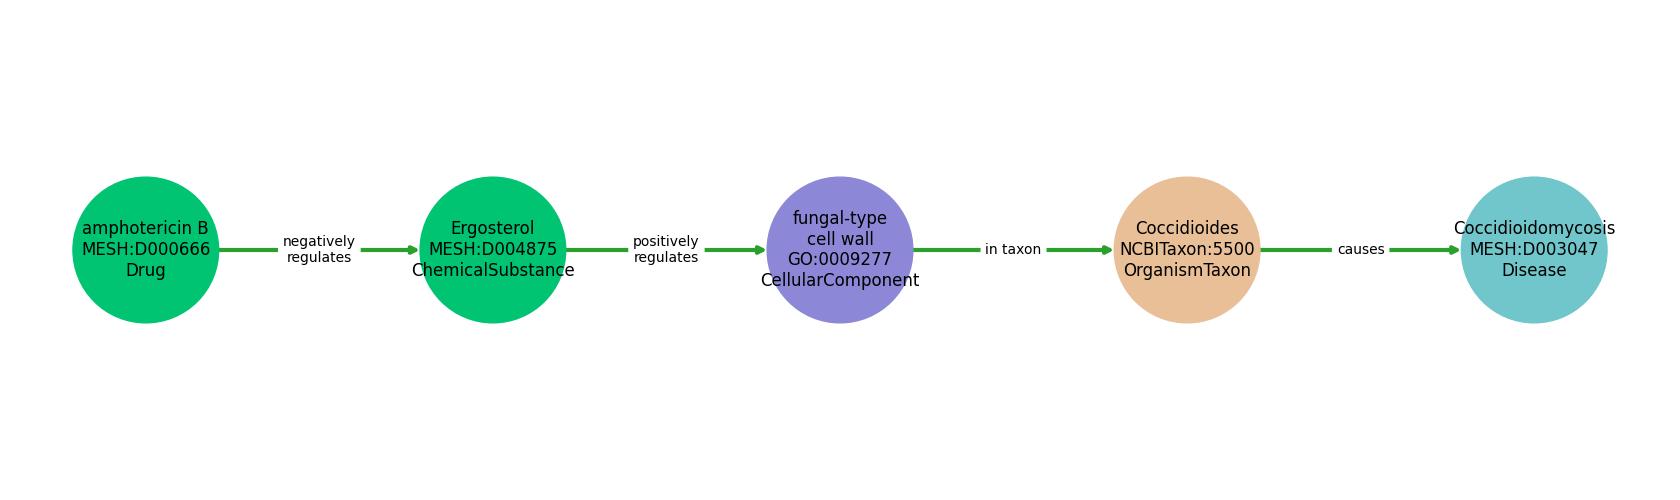 amphotericin B
MESH:D000666
Drug
negatively
regulates
Ergosterol
MESH:D004875
ChemicalSubstance
positively
regulates
fungal-type
cell wall
GO:0009277
CellularComponent
in taxon
Coccidioides
NCBITaxon:5500
OrganismTaxon
causes
Coccidioidomycosis
MESH:D003047
Disease